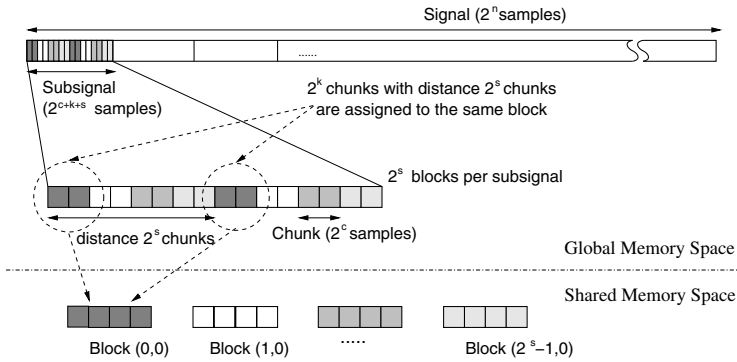 Signal (2^n samples)
......
Subsignal
(2^{c+k+s} samples)
2^k chunks with distance 2^s chunks
are assigned to the same block
2^s blocks per subsignal
distance 2^s chunks
Chunk (2^c samples)
Global Memory Space
Shared Memory Space
.....
Block (0,0)
Block (1,0)
Block (2^s−1,0)